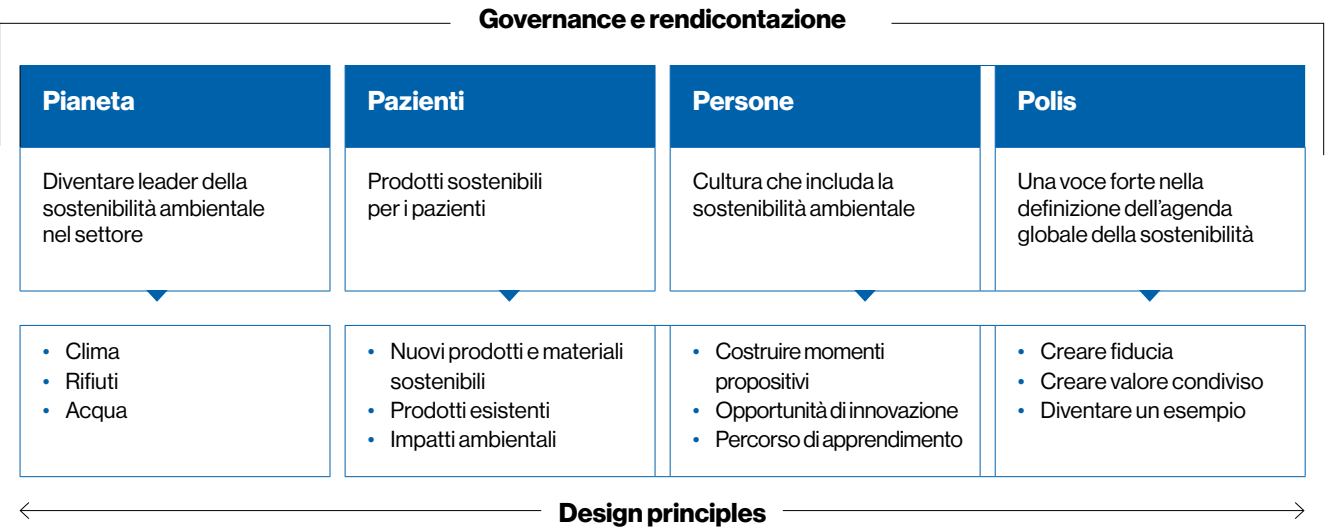 Governance e rendicontazione
Pianeta
Pazienti
Persone
Polis
Diventare leader della
sostenibilità ambientale
nel settore
Prodotti sostenibili
per i pazienti
Cultura che includa la
sostenibilità ambientale
Una voce forte nella
definizione dell’agenda
globale della sostenibilità
• Clima
• Rifiuti
• Acqua
• Nuovi prodotti e materiali
sostenibili
• Prodotti esistenti
• Impatti ambientali
• Costruire momenti
propositivi
• Opportunità di innovazione
• Percorso di apprendimento
• Creare fiducia
• Creare valore condiviso
• Diventare un esempio
Design principles